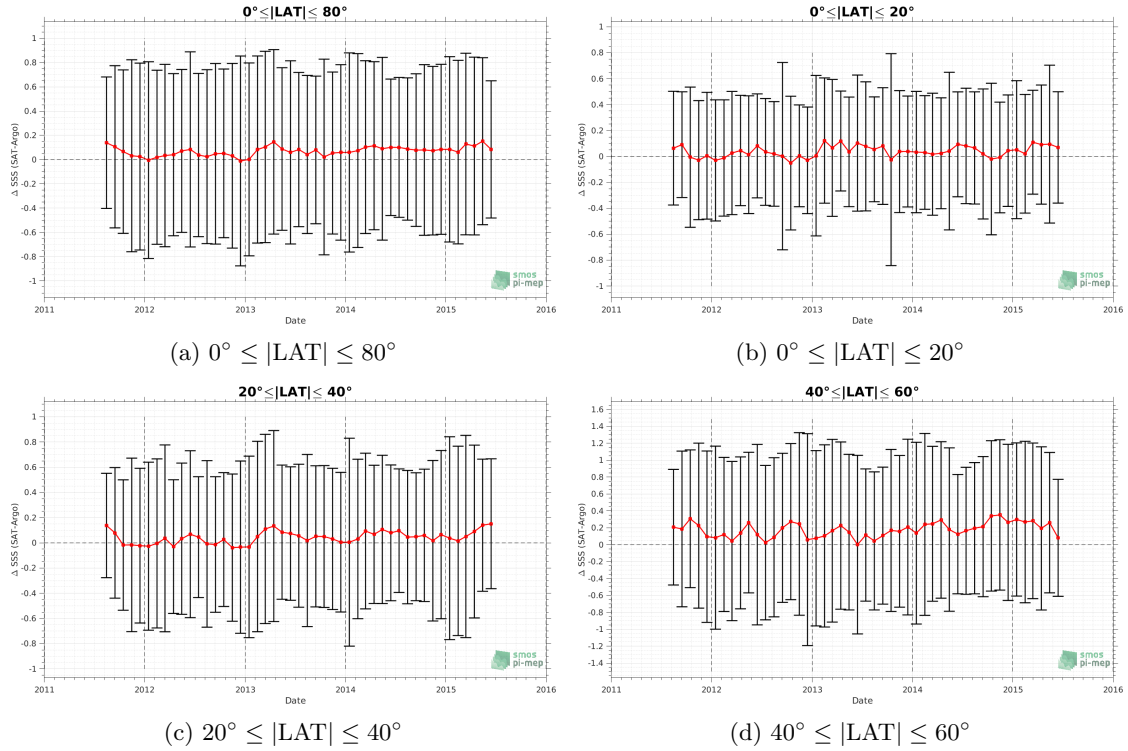 0°≤|LAT|≤ 80°
Δ SSS (SAT-Argo)
1
0.8
0.6
0.4
0.2
0
-0.2
-0.4
-0.6
-0.8
-1
2011 2012 2013 2014 2015 2016
Date
smos
pi-mep
(a) 0° ≤ |LAT| ≤ 80°
0°≤|LAT|≤ 20°
Δ SSS (SAT-Argo)
1
0.8
0.6
0.4
0.2
0
-0.2
-0.4
-0.6
-0.8
-1
2011 2012 2013 2014 2015 2016
Date
smos
pi-mep
(b) 0° ≤ |LAT| ≤ 20°
20°≤|LAT|≤ 40°
Δ SSS (SAT-Argo)
1
0.8
0.6
0.4
0.2
0
-0.2
-0.4
-0.6
-0.8
-1
2011 2012 2013 2014 2015 2016
Date
smos
pi-mep
(c) 20° ≤ |LAT| ≤ 40°
40°≤|LAT|≤ 60°
Δ SSS (SAT-Argo)
1.6
1.4
1.2
1
0.8
0.6
0.4
0.2
0
-0.2
-0.4
-0.6
-0.8
-1
-1.2
-1.4
2011 2012 2013 2014 2015 2016
Date
smos
pi-mep
(d) 40° ≤ |LAT| ≤ 60°